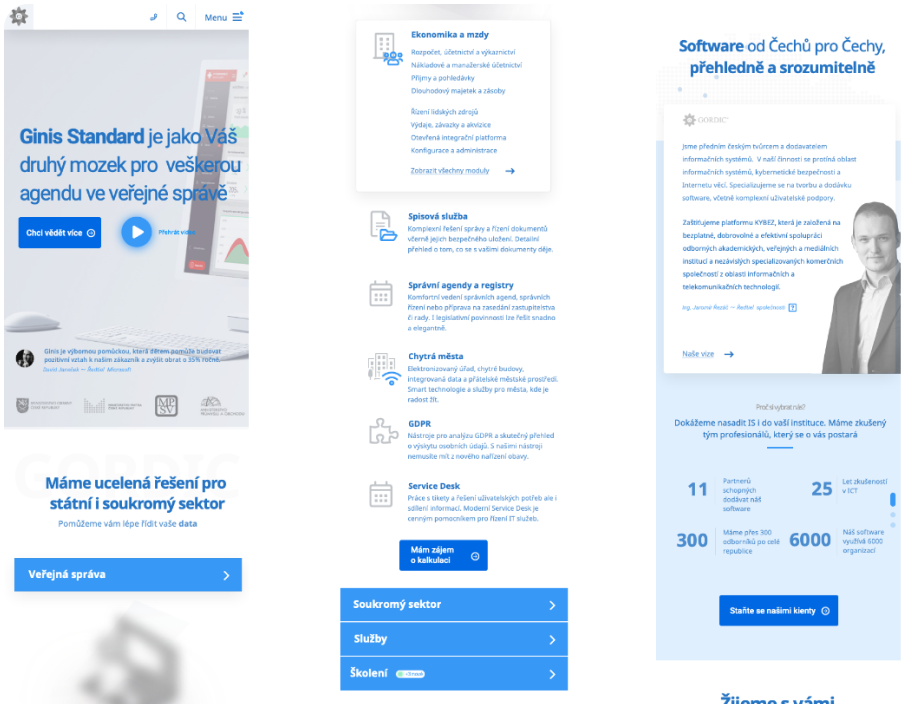 Menu
Ginis Standard je jako Váš
druhý mozek pro veškerou
agendu ve veřejné správě
Chci vědět více
Přehrát video
Ginis je výbornou pomůckou, která dětem pomůže budovat
pozitivní vztah k naším zákazník a zvýšit obrat o 35% ročně.
David Janošek — Ředitel Microsoft
MP
SV
GORDIC
Máme ucelená řešení pro
státní i soukromý sektor
Pomůžeme vám lépe řídit vaše data
Veřejná správa
Ekonomika a mzdy
Rozpočet, účetnictví a výkaznictví
Nákladové a manažerské účetnictví
Příjmy a pohledávky
Dlouhodový majetek a zásoby
Řízení lidských zdrojů
Výdaje, závazky a akvizice
Otevřená integrační platforma
Konfigurace a administrace
Zobrazit všechny moduly
Spisová služba
Komplexní řešení správy a řízení dokumentů
včerně jejich bezpečného uložení. Detailní
přehled o tom, co se s vašimi dokumenty děje.
Správní agendy a registry
Komfortní vedení správních agend, správních
řízení nebo příprava na zasedání zastupitelstva
či rady. I legislativní povinnosti lze řešit snadno
a elegantně.
Chytrá města
Elektronizovaný úřad, chytré budovy,
integrovaná data a přátelské městské prostředí.
Smart technologie a služby pro města, kde je
radost žít.
GDPR
Nástroje pro analýzu GDPR a skutečný přehled
o výskytu osobních údajů. S našimi nástroji
nemusíte mít z nového nařízení obavy.
Service Desk
Práce s tikety a řešení uživatelských potřeb ale i
sdílení informací, Moderní Service Desk je
cenným pomocníkem pro řízení IT služeb.
Mám zájem
o kalkulaci
Soukromý sektor
Služby
Školení
Software od Čechů pro Čechy,
přehledně a srozumitelně
GORDIC
Jsme předním českým tvůrcem a dodavatelem
informačních systémů. V naší činnosti se protíná oblast
informačních systémů, kybernetické bezpečnosti a
Internetu věcí. Specializujeme se na tvorbu a dodávku
software, včetně komplexní uživatelské podpory.
Zaštiťujeme platformu KYBEZ, která je založená na
bezplatné, dobrovolné a efektivní spolupráci
odborných akademických, veřejných a mediálních
institucí a nezávislých specializovaných komerčních
společností z oblasti informačních a
telekomunikačních technologií.
Ing. Jaromír Řezáč — Ředitel společnosti
Naše vize
Proč si vybrat nás?
Dokážeme nasadit IS i do vaší instituce. Máme zkušený
tým profesionálů, který se o vás postará
11 Partnerů
schopných
dodávat náš
software
25 Let zkušeností
v ICT
300 Máme přes 300
odborníků po celé
republice
6000 Náš software
využívá 6000
organizací
Staňte se našimi kienty
Žijeme s vámi